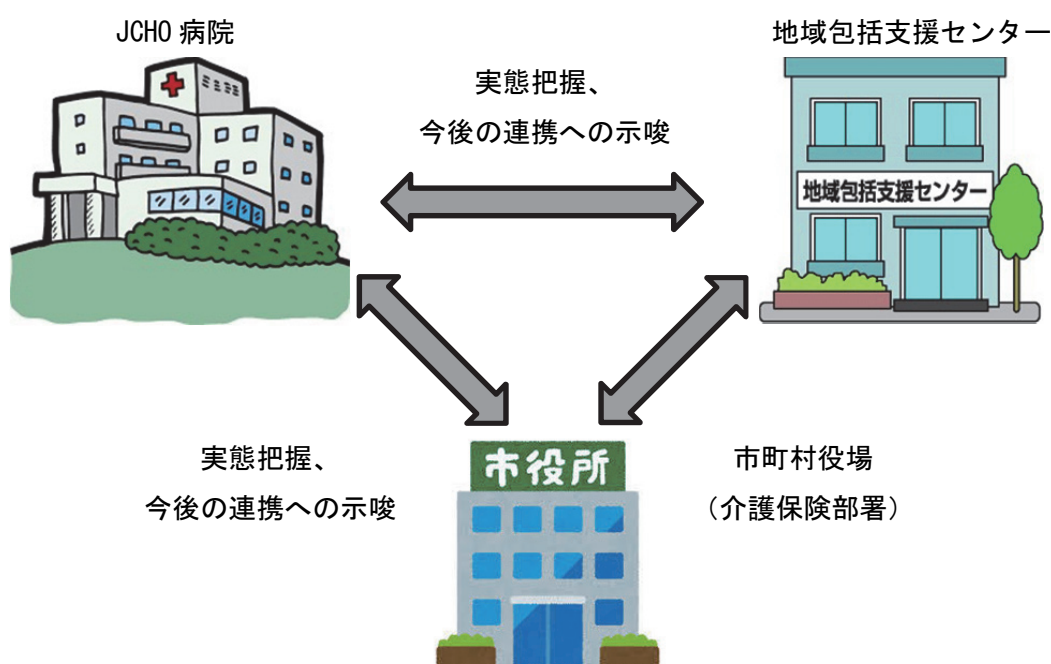 JCHO 病院
地域包括支援センター
実態把握、
今後の連携への示唆
地域包括支援センター
市役所
実態把握、
今後の連携への示唆
市町村役場
（介護保険部署）